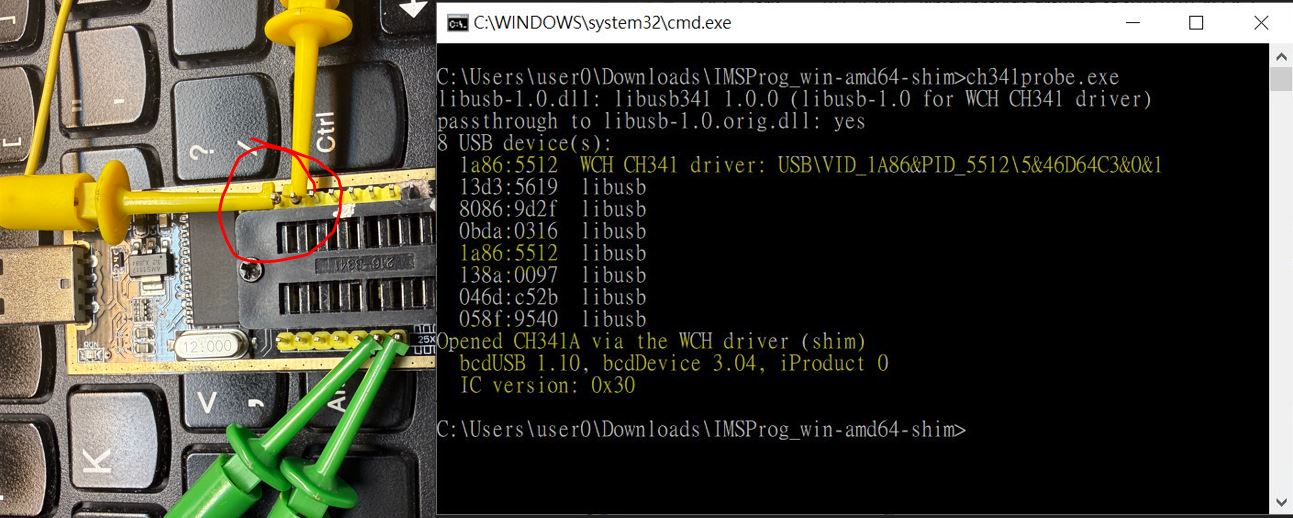 C:\WINDOWS\system32\cmd.exe
C:\Users\user0\Downloads\IMSProg_win-amd64-shim>ch341probe.exe
libusb-1.0.dll: libusb341 1.0.0 (libusb-1.0 for WCH CH341 driver)
passthrough to libusb-1.0.orig.dll: yes
8 USB device(s):
1a86:5512 WCH CH341 driver: USB\VID_1A86&PID_5512\5&46D64C3&0&1
13d3:5619 libusb
8086:9d2f libusb
0bda:0316 libusb
1a86:5512 libusb
138a:0097 libusb
046d:c52b libusb
058f:9540 libusb
Opened CH341A via the WCH driver (shim)
bcdUSB 1.10, bcdDevice 3.04, iProduct 0
IC version: 0x30
C:\Users\user0\Downloads\IMSProg_win-amd64-shim>
Ctrl
?
/
"
'
[
12:000
25X
<
,
K